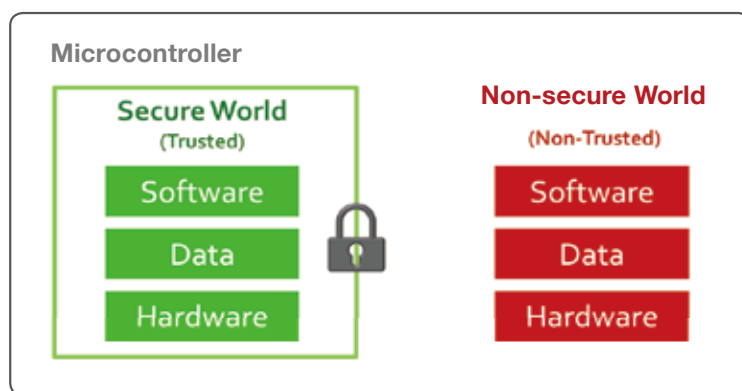 Microcontroller
Secure World
(Trusted)
Software
Data
Hardware
Non-secure World
(Non-Trusted)
Software
Data
Hardware